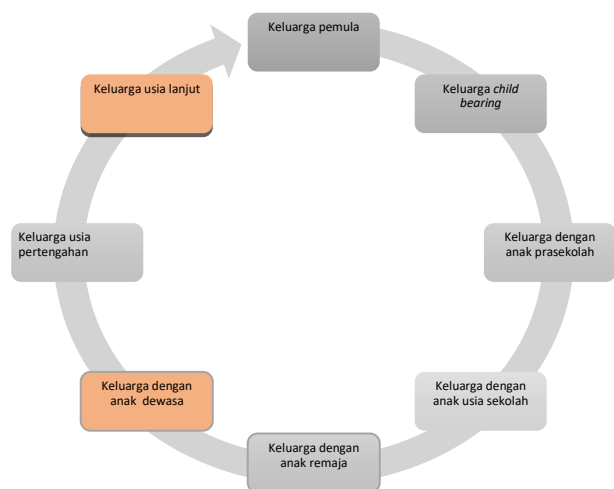 Keluarga pemula
Keluarga child
bearing
Keluarga dengan
anak prasekolah
Keluarga dengan
anak usia sekolah
Keluarga dengan
anak remaja
Keluarga dengan
anak dewasa
Keluarga usia
pertengahan
Keluarga usia lanjut